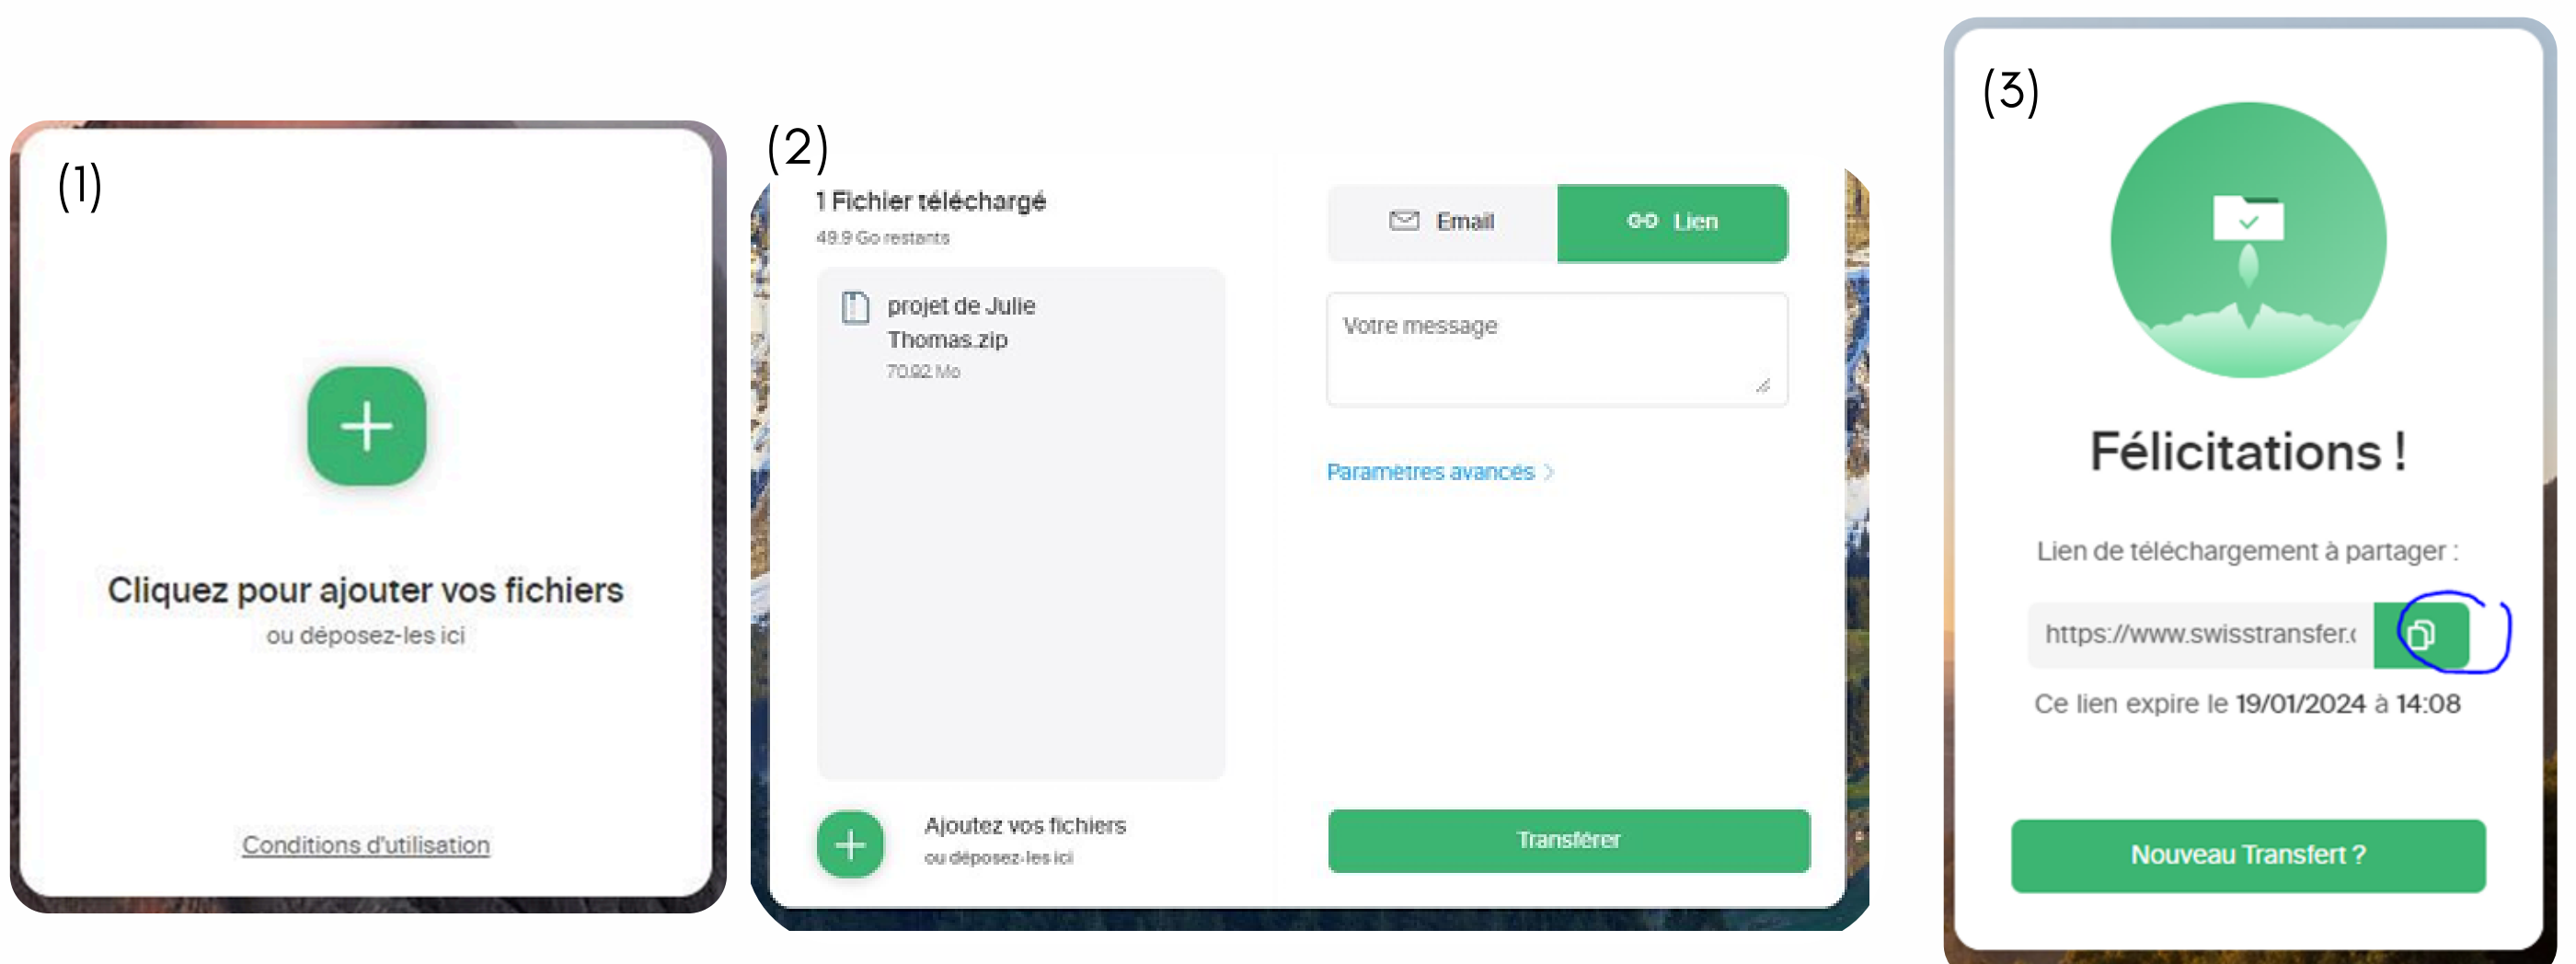 (1)
Cliquez pour ajouter vos fichiers
ou déposez-les ici
Conditions d'utilisation
(2)
1 Fichier téléchargé
49.9 Go restants
projet de Julie
Thomas.zip
70.92 Mo
Ajoutez vos fichiers
ou déposez-les ici
Email
Lien
Votre message
Paramètres avancés >
Transférer
(3)
Félicitations !
Lien de téléchargement à partager :
https://www.swisstransfer.c
Ce lien expire le 19/01/2024 à 14:08
Nouveau Transfert ?